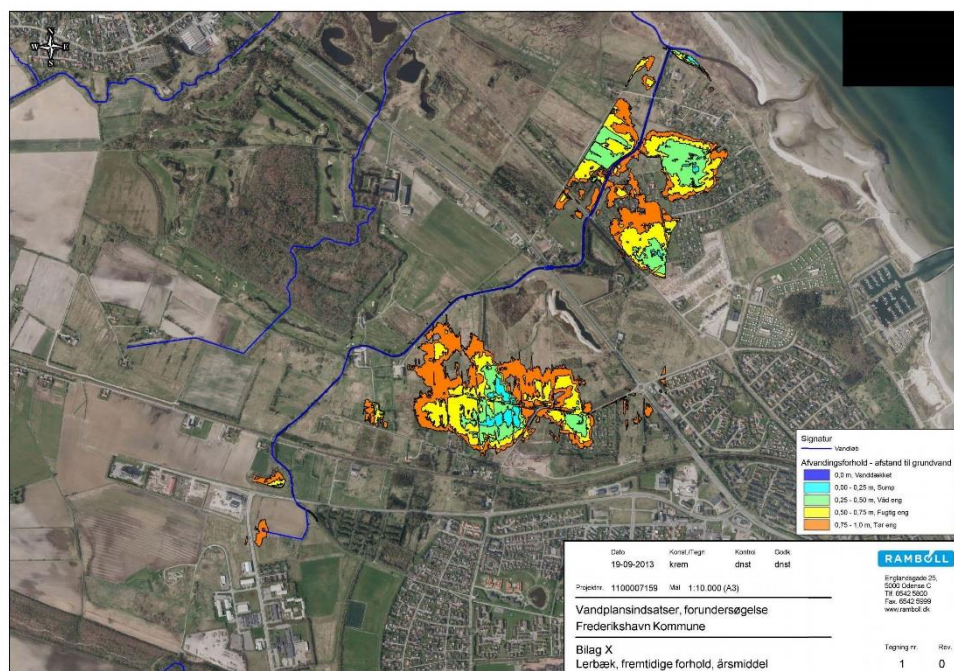 N
W E
S
Signatur
Vandløb
Afvandingsforhold - afstand til grundvand
0,0 m, Vanddækket
0,00 - 0,25 m, Sump
0,25 - 0,50 m, Våd eng
0,50 - 0,75 m, Fugtig eng
0,75 - 1,0 m, Tør eng
Dato Konst./Tegn Kontrol Godk
19-09-2013 krem dnst dnst
Projektnr. 1100007159 Mål 1:10.000 (A3)
Vandplansindsatser, forundersøgelse
Frederikshavn Kommune
Bilag X
Lerbæk, fremtidige forhold, årsmiddel
RAMBØLL
Englandsgade 25,
5000 Odense C
Tlf. 6542 5800
Fax. 6542 5999
www.ramboll.dk
Tegning nr. Rev.
1 0